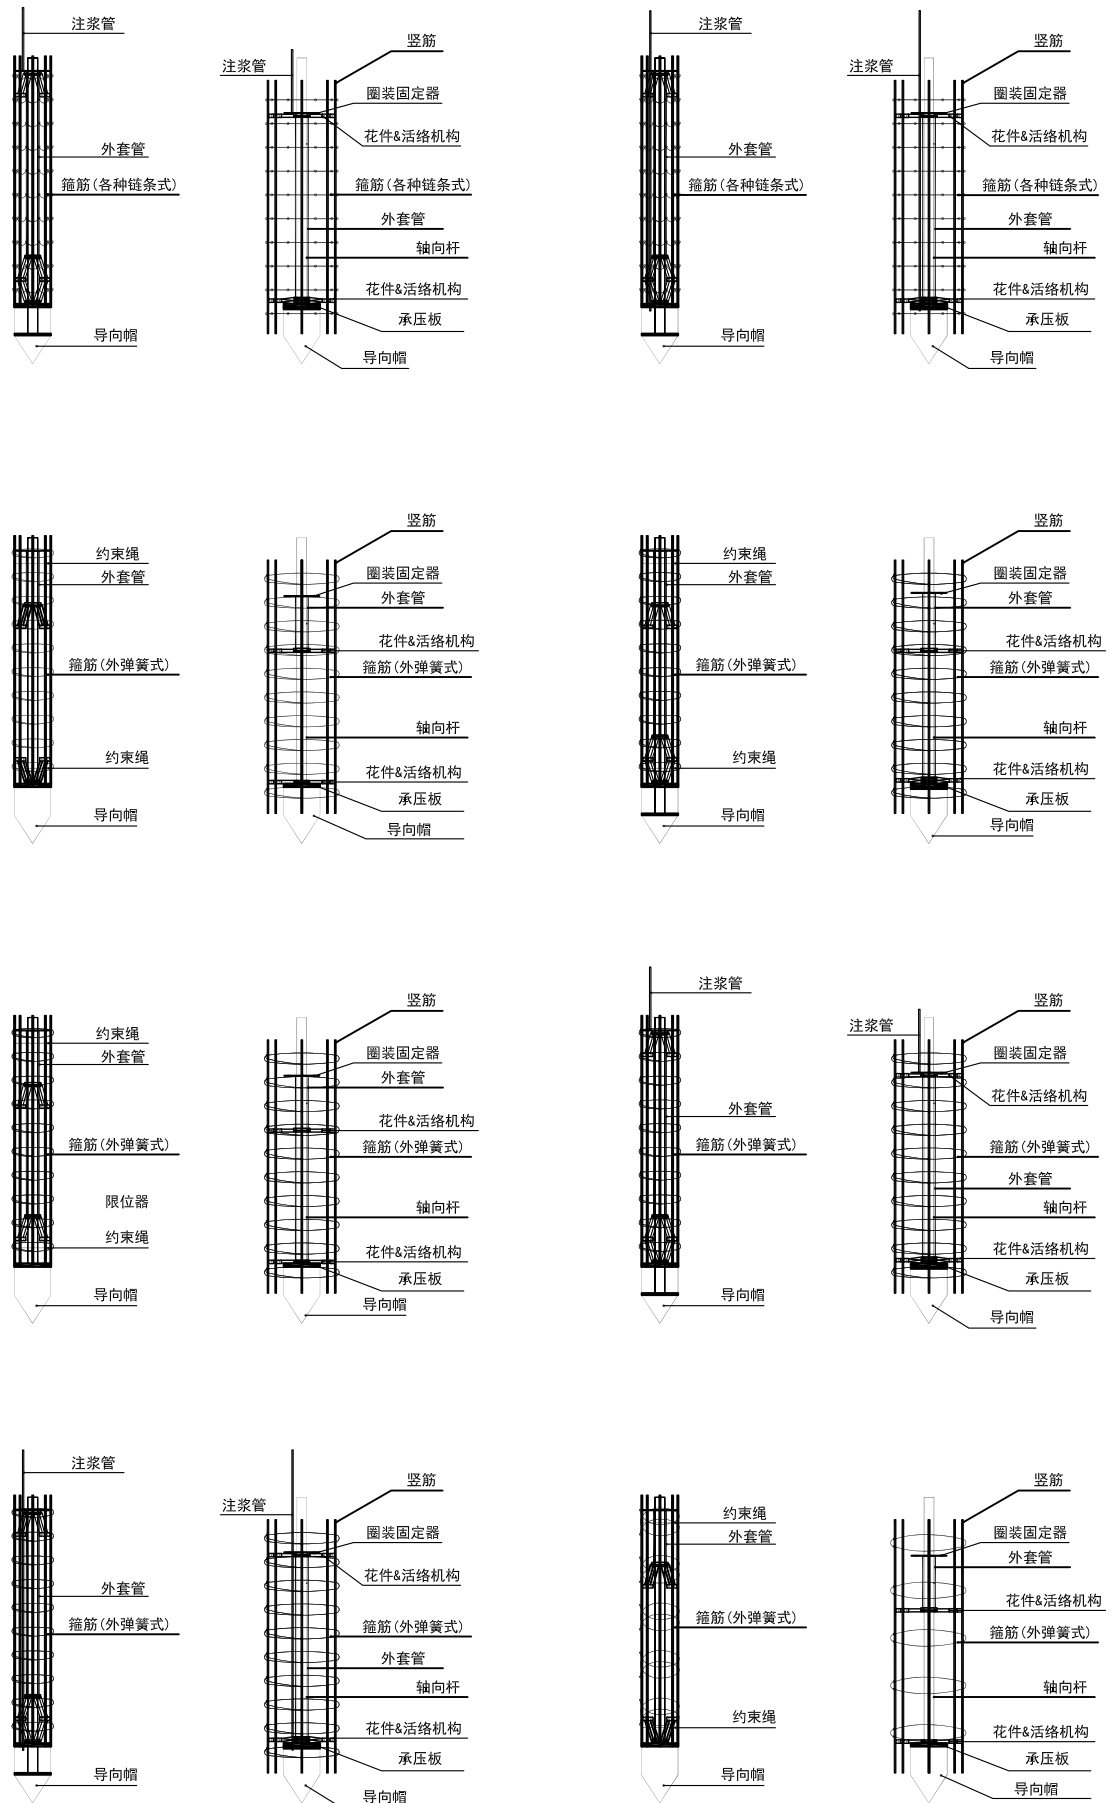 注浆管
外套管
箍筋(各种链条式)
导向帽
竖筋
注浆管
圈装固定器
花件&活络机构
箍筋(各种链条式)
外套管
轴向杆
花件&活络机构
承压板
导向帽
注浆管
外套管
箍筋(各种链条式)
导向帽
竖筋
注浆管
圈装固定器
花件&活络机构
箍筋(各种链条式)
外套管
轴向杆
花件&活络机构
承压板
导向帽
约束绳
外套管
箍筋(外弹簧式)
约束绳
导向帽
竖筋
圈装固定器
外套管
花件&活络机构
箍筋(外弹簧式)
轴向杆
花件&活络机构
承压板
导向帽
约束绳
外套管
箍筋(外弹簧式)
约束绳
导向帽
竖筋
圈装固定器
外套管
花件&活络机构
箍筋(外弹簧式)
轴向杆
花件&活络机构
承压板
导向帽
约束绳
外套管
箍筋(外弹簧式)
限位器
约束绳
导向帽
竖筋
圈装固定器
外套管
花件&活络机构
箍筋(外弹簧式)
轴向杆
花件&活络机构
承压板
导向帽
注浆管
外套管
箍筋(外弹簧式)
导向帽
竖筋
注浆管
圈装固定器
花件&活络机构
箍筋(外弹簧式)
外套管
轴向杆
花件&活络机构
承压板
导向帽
注浆管
外套管
箍筋(外弹簧式)
导向帽
竖筋
注浆管
圈装固定器
花件&活络机构
箍筋(外弹簧式)
外套管
轴向杆
花件&活络机构
承压板
导向帽
约束绳
外套管
箍筋(外弹簧式)
约束绳
导向帽
竖筋
圈装固定器
外套管
花件&活络机构
箍筋(外弹簧式)
轴向杆
花件&活络机构
承压板
导向帽